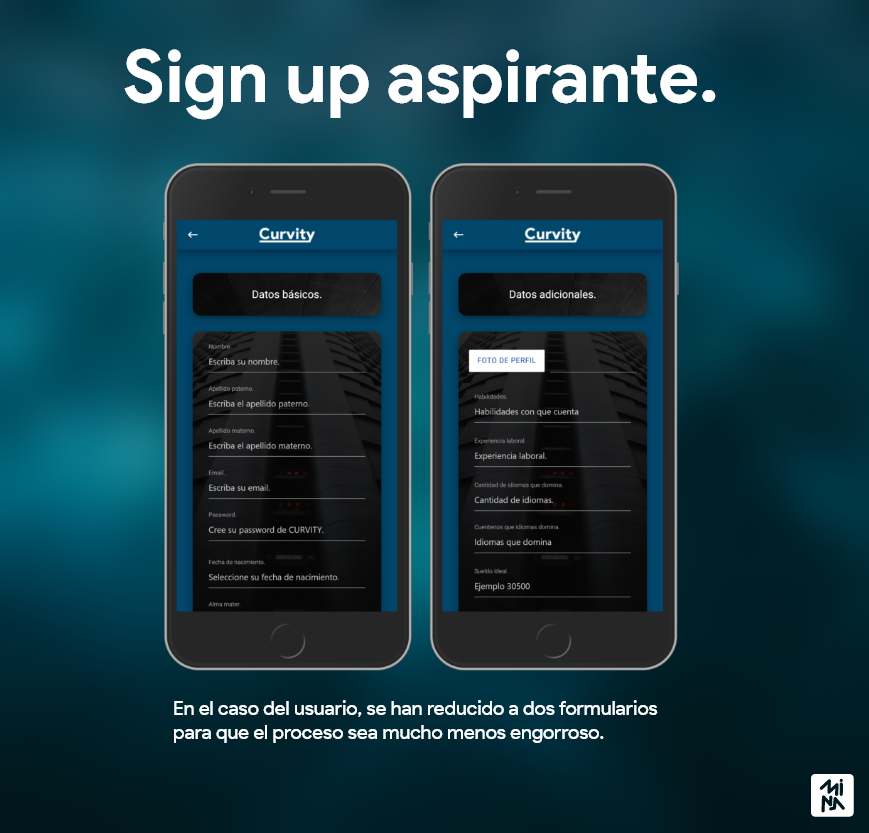 Sign up aspirante.
Curvity
Datos básicos.
Nombre.
Escriba su nombre.
Apellido paterno.
Escriba el apellido paterno.
Apellido materno.
Escriba el apellido materno.
Email.
Escriba su email.
Password.
Cree su password de CURVITY.
Fecha de nacimiento.
Seleccione su fecha de nacimiento.
Alma mater.
Curvity
Datos adicionales.
FOTO DE PERFIL
Habilidades.
Habilidades con que cuenta
Experiencia laboral.
Experiencia laboral.
Cantidad de idiomas que domina.
Cantidad de idiomas.
Cuentenos que idiomas domina.
Idiomas que domina
Sueldo ideal.
Ejemplo 30500
En el caso del usuario, se han reducido a dos formularios
para que el proceso sea mucho menos engorroso.
MiNJA